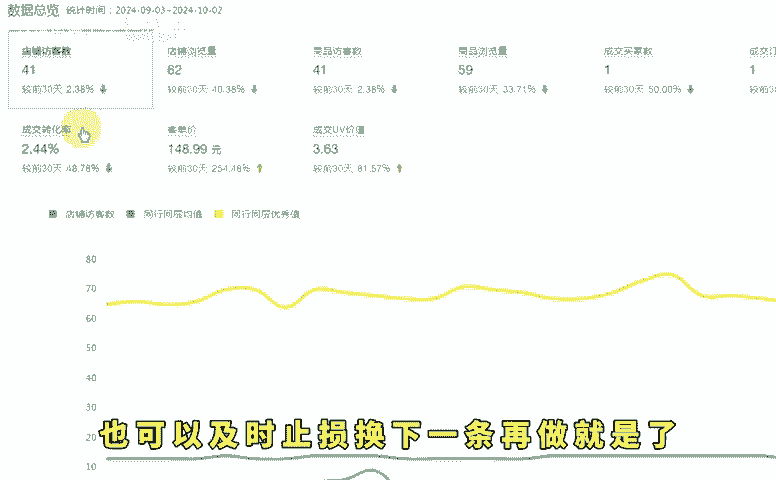 数据总览 统计时间：2024-09-03~2024-10-02
店铺访客数 店铺浏览量 商品访客数 商品浏览量 成交买家数 成交订
41 62 41 59 1 1
较前30天 2.38% 较前30天 40.38% 较前30天 2.38% 较前30天 33.71% 较前30天 50.00% 较前30
成交转化率 客单价 成交UV价值
2.44% 148.99 元 3.63
较前30天 48.78% 较前30天 254.48% 较前30天 81.57%
店铺访客数 同行同层均值 同行同层优秀值
80
70
60
50
40
30
20
10
也可以及时止损换下一条再做就是了